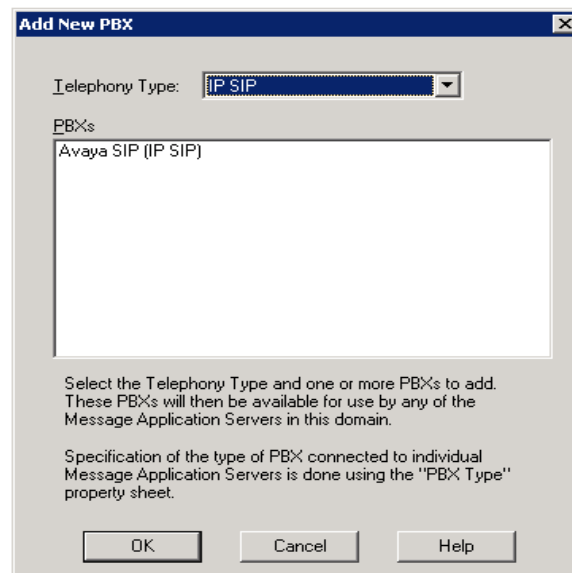 Add New PBX
Telephony Type: IP SIP
PBXs
Avaya SIP (IP SIP)
Select the Telephony Type and one or more PBXs to add.
These PBXs will then be available for use by any of the
Message Application Servers in this domain.
Specification of the type of PBX connected to individual
Message Application Servers is done using the "PBX Type"
property sheet.
OK Cancel Help